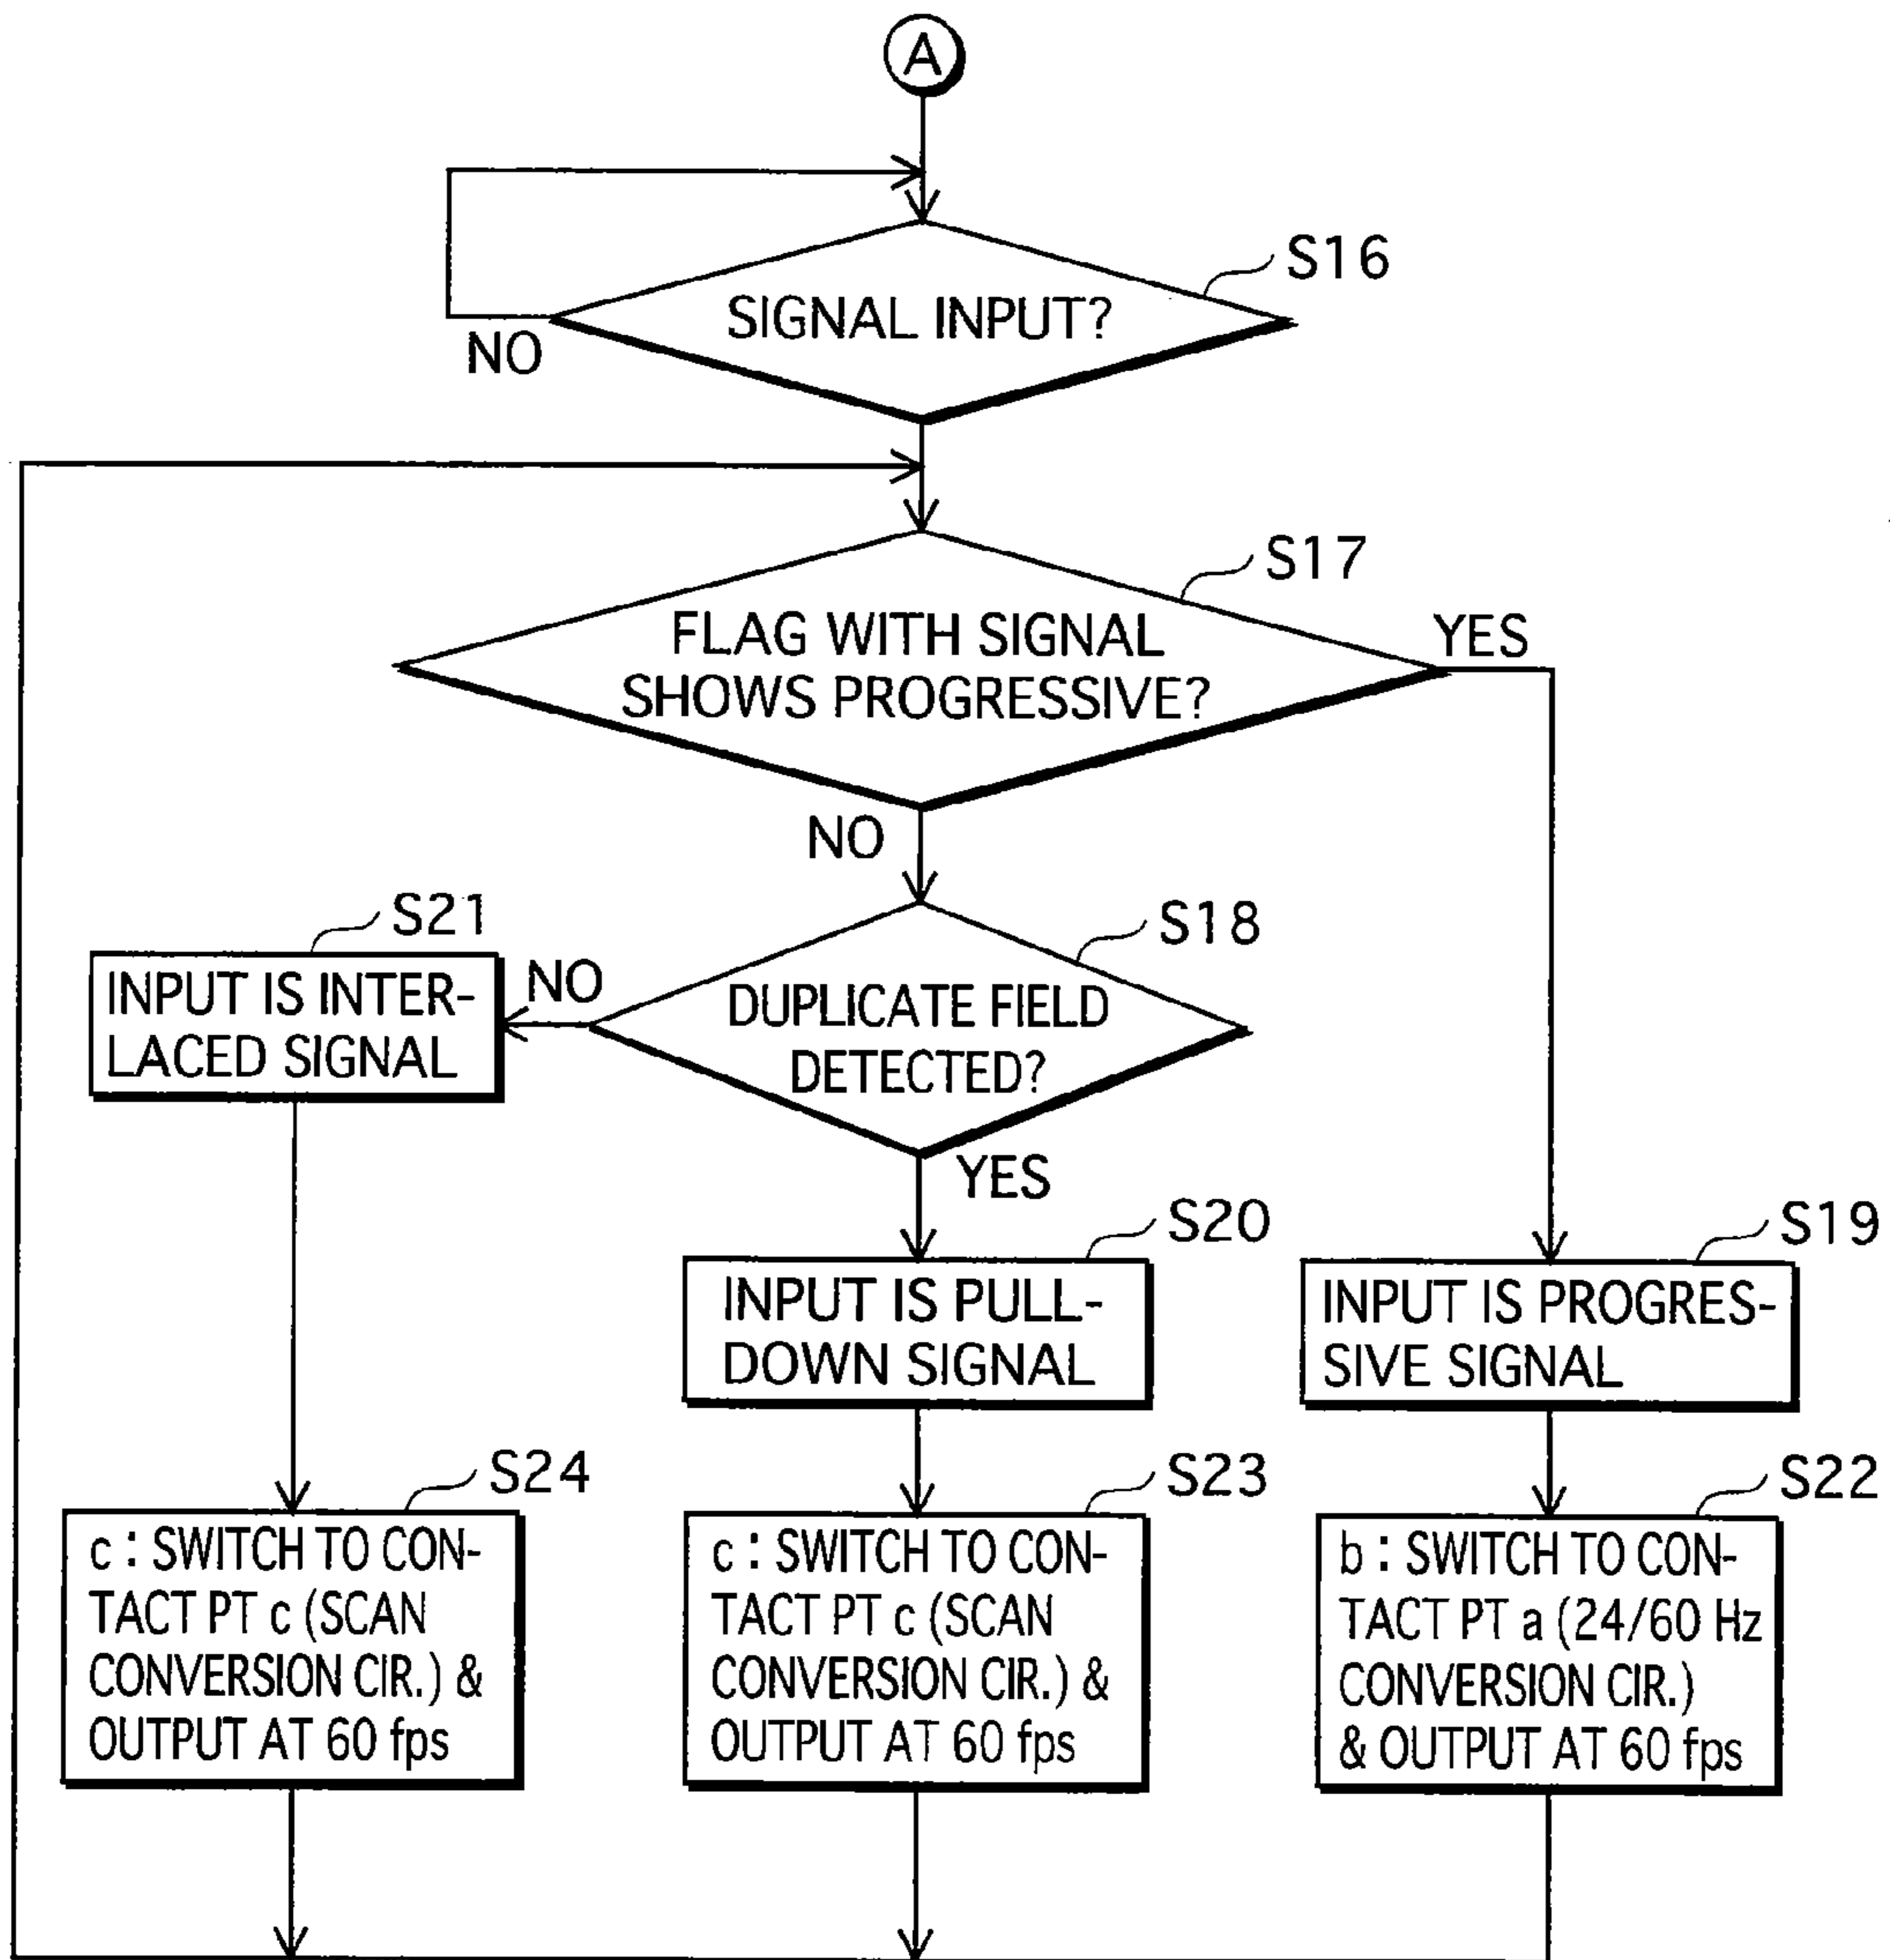 A
S16
SIGNAL INPUT?
NO
S17
FLAG WITH SIGNAL
SHOWS PROGRESSIVE?
YES
NO
S18
DUPLICATE FIELD
DETECTED?
NO
S21
INPUT IS INTER-
LACED SIGNAL
YES
S20
INPUT IS PULL-
DOWN SIGNAL
S19
INPUT IS PROGRES-
SIVE SIGNAL
S24
c : SWITCH TO CON-
TACT PT c (SCAN
CONVERSION CIR.) &
OUTPUT AT 60 fps
S23
c : SWITCH TO CON-
TACT PT c (SCAN
CONVERSION CIR.) &
OUTPUT AT 60 fps
S22
b : SWITCH TO CON-
TACT PT a (24/60 Hz
CONVERSION CIR.)
& OUTPUT AT 60 fps